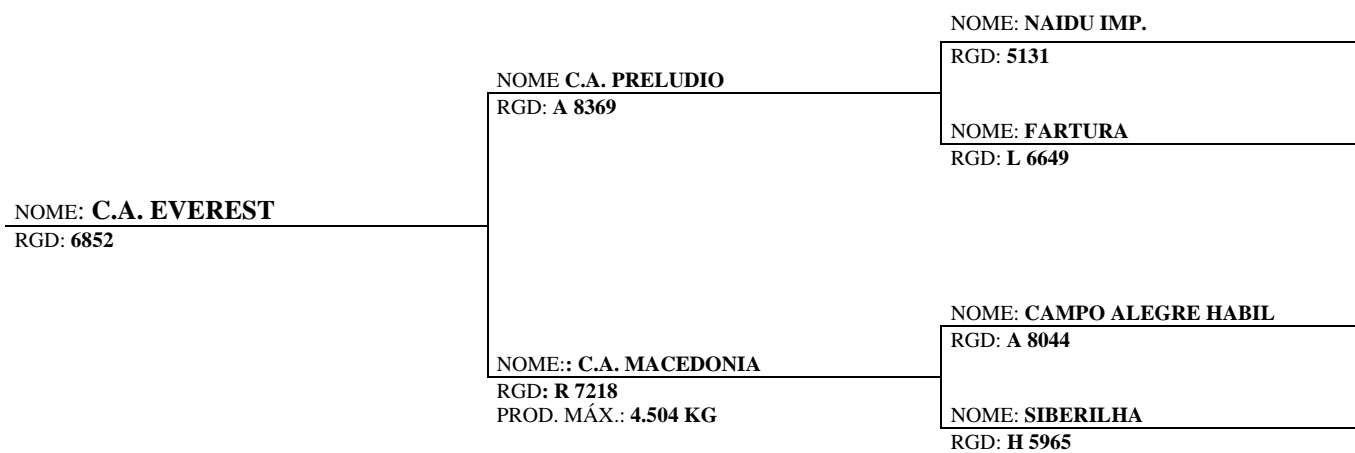 NOME: NAIDU IMP.
RGD: 5131
NOME C.A. PRELUDIO
RGD: A 8369
NOME: FARTURA
RGD: L 6649
NOME: C.A. EVEREST
RGD: 6852
NOME: CAMPO ALEGRE HABIL
RGD: A 8044
NOME:: C.A. MACEDONIA
RGD: R 7218
PROD. MÁX.: 4.504 KG
NOME: SIBERILHA
RGD: H 5965